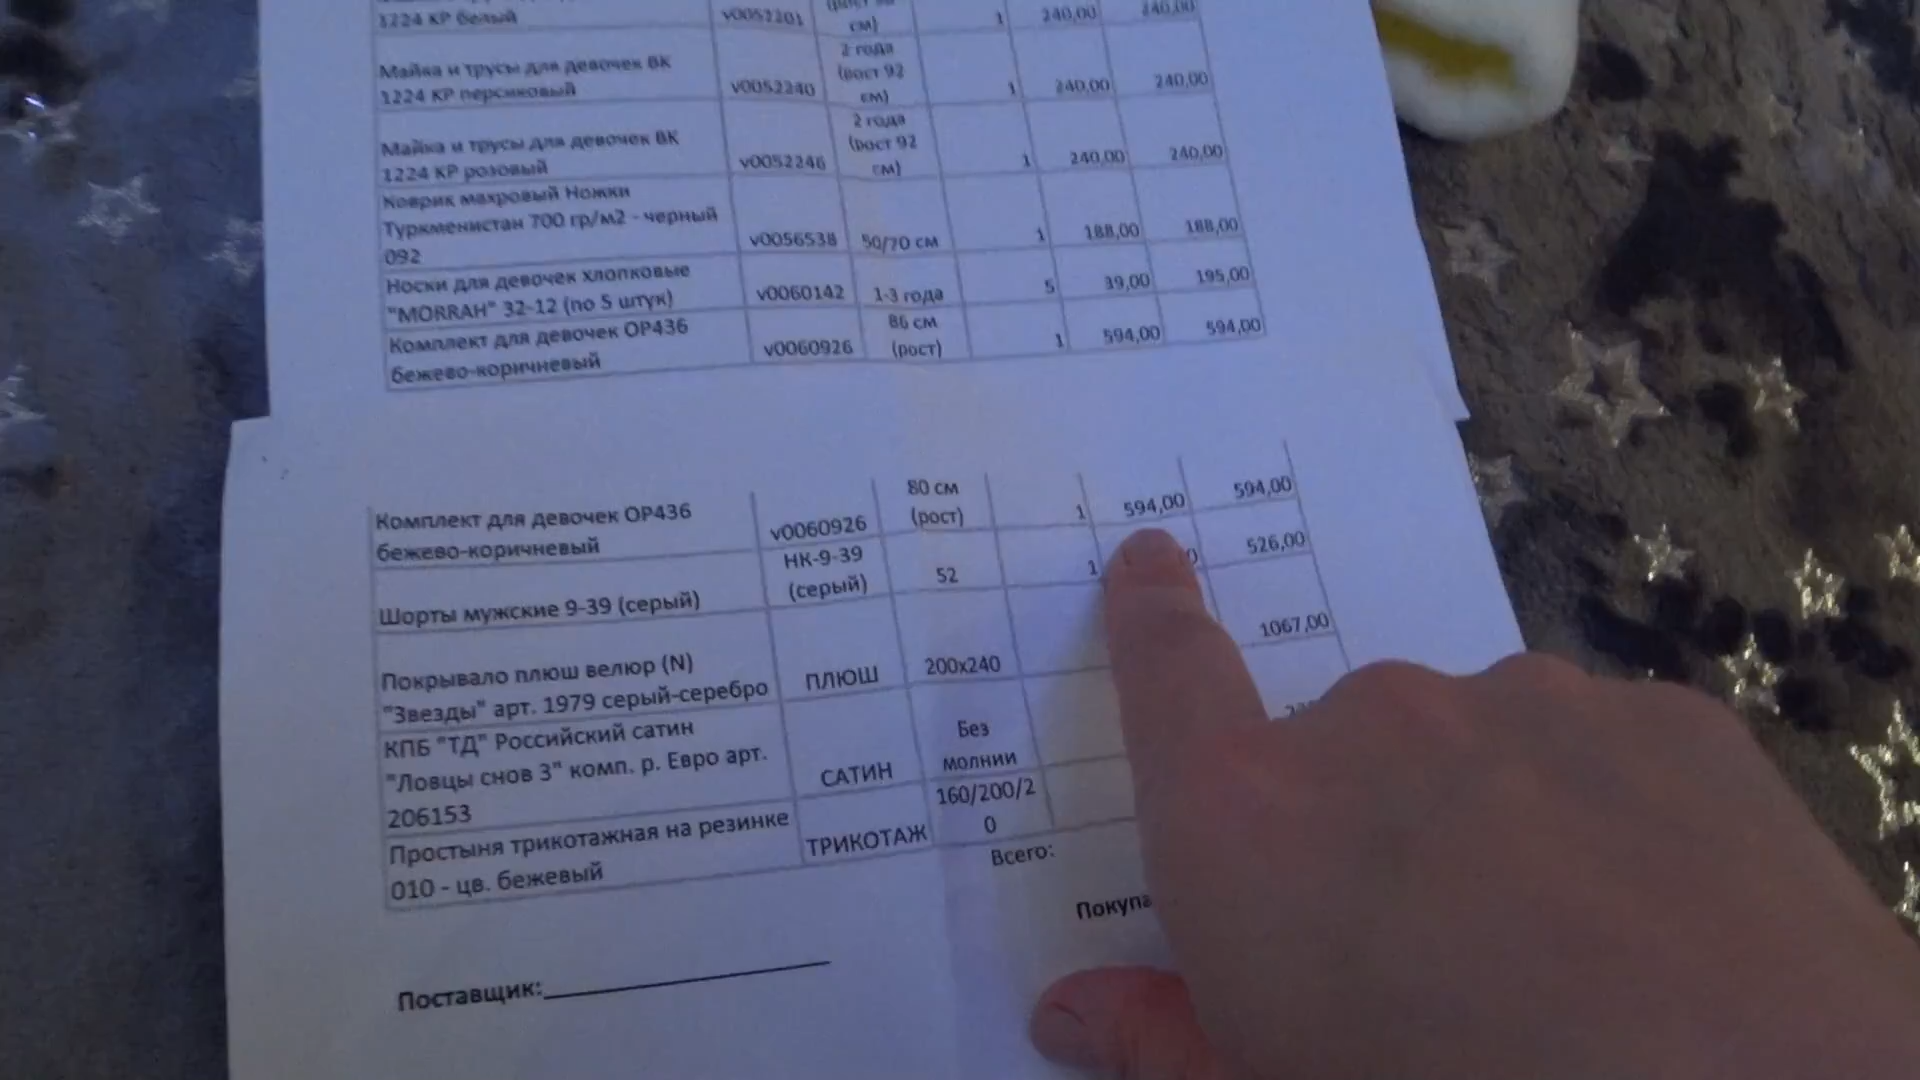 1224 КР белый v0052201 см) 1 240,00 240,00
Майка и трусы для девочек ВК
1224 КР персиковый v0052240 2 года (рост 92 см) 1 240,00 240,00
Майка и трусы для девочек ВК
1224 КР розовый v0052246 2 года (рост 92 см) 1 240,00 240,00
Коврик махровый Ножки
Туркменистан 700 гр/м2 - черный
092 v0056538 50/70 см 1 188,00 188,00
Носки для девочек хлопковые
"MORRAH" 32-12 (по 5 штук) v0060142 1-3 года 5 39,00 195,00
Комплект для девочек ОР436
бежево-коричневый v0060926 86 см (рост) 1 594,00 594,00
Комплект для девочек ОР436
бежево-коричневый v0060926 80 см (рост) 1 594,00 594,00
Шорты мужские 9-39 (серый) НК-9-39 (серый) 52 1 526,00
Покрывало плюш велюр (N)
"Звезды" арт. 1979 серый-серебро ПЛЮШ 200x240 1067,00
КПБ "ТД" Российский сатин
"Ловцы снов 3" комп. р. Евро арт.
206153 САТИН Без молнии
Простыня трикотажная на резинке
010 - цв. бежевый ТРИКОТАЖ 160/200/2 0
Всего:
Поставщик: